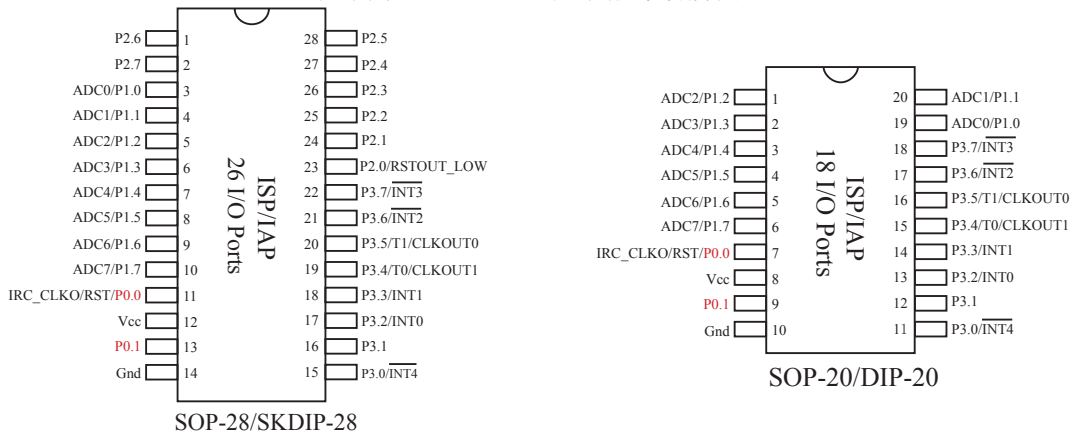 P2.6 1 28 P2.5
P2.7 2 27 P2.4
ADC0/P1.0 3 26 P2.3
ADC1/P1.1 4 25 P2.2
ADC2/P1.2 5 24 P2.1
ADC3/P1.3 6 23 P2.0/RSTOUT_LOW
ADC4/P1.4 7 22 P3.7/INT3
ADC5/P1.5 8 21 P3.6/INT2
ADC6/P1.6 9 20 P3.5/T1/CLKOUT0
ADC7/P1.7 10 19 P3.4/T0/CLKOUT1
IRC_CLKO/RST/P0.0 11 18 P3.3/INT1
Vcc 12 17 P3.2/INT0
P0.1 13 16 P3.1
Gnd 14 15 P3.0/INT4
ISP/IAP
26 I/O Ports
SOP-28/SKDIP-28
ADC2/P1.2 1 20 ADC1/P1.1
ADC3/P1.3 2 19 ADC0/P1.0
ADC4/P1.4 3 18 P3.7/INT3
ADC5/P1.5 4 17 P3.6/INT2
ADC6/P1.6 5 16 P3.5/T1/CLKOUT0
ADC7/P1.7 6 15 P3.4/T0/CLKOUT1
IRC_CLKO/RST/P0.0 7 14 P3.3/INT1
Vcc 8 13 P3.2/INT0
P0.1 9 12 P3.1
Gnd 10 11 P3.0/INT4
ISP/IAP
18 I/O Ports
SOP-20/DIP-20